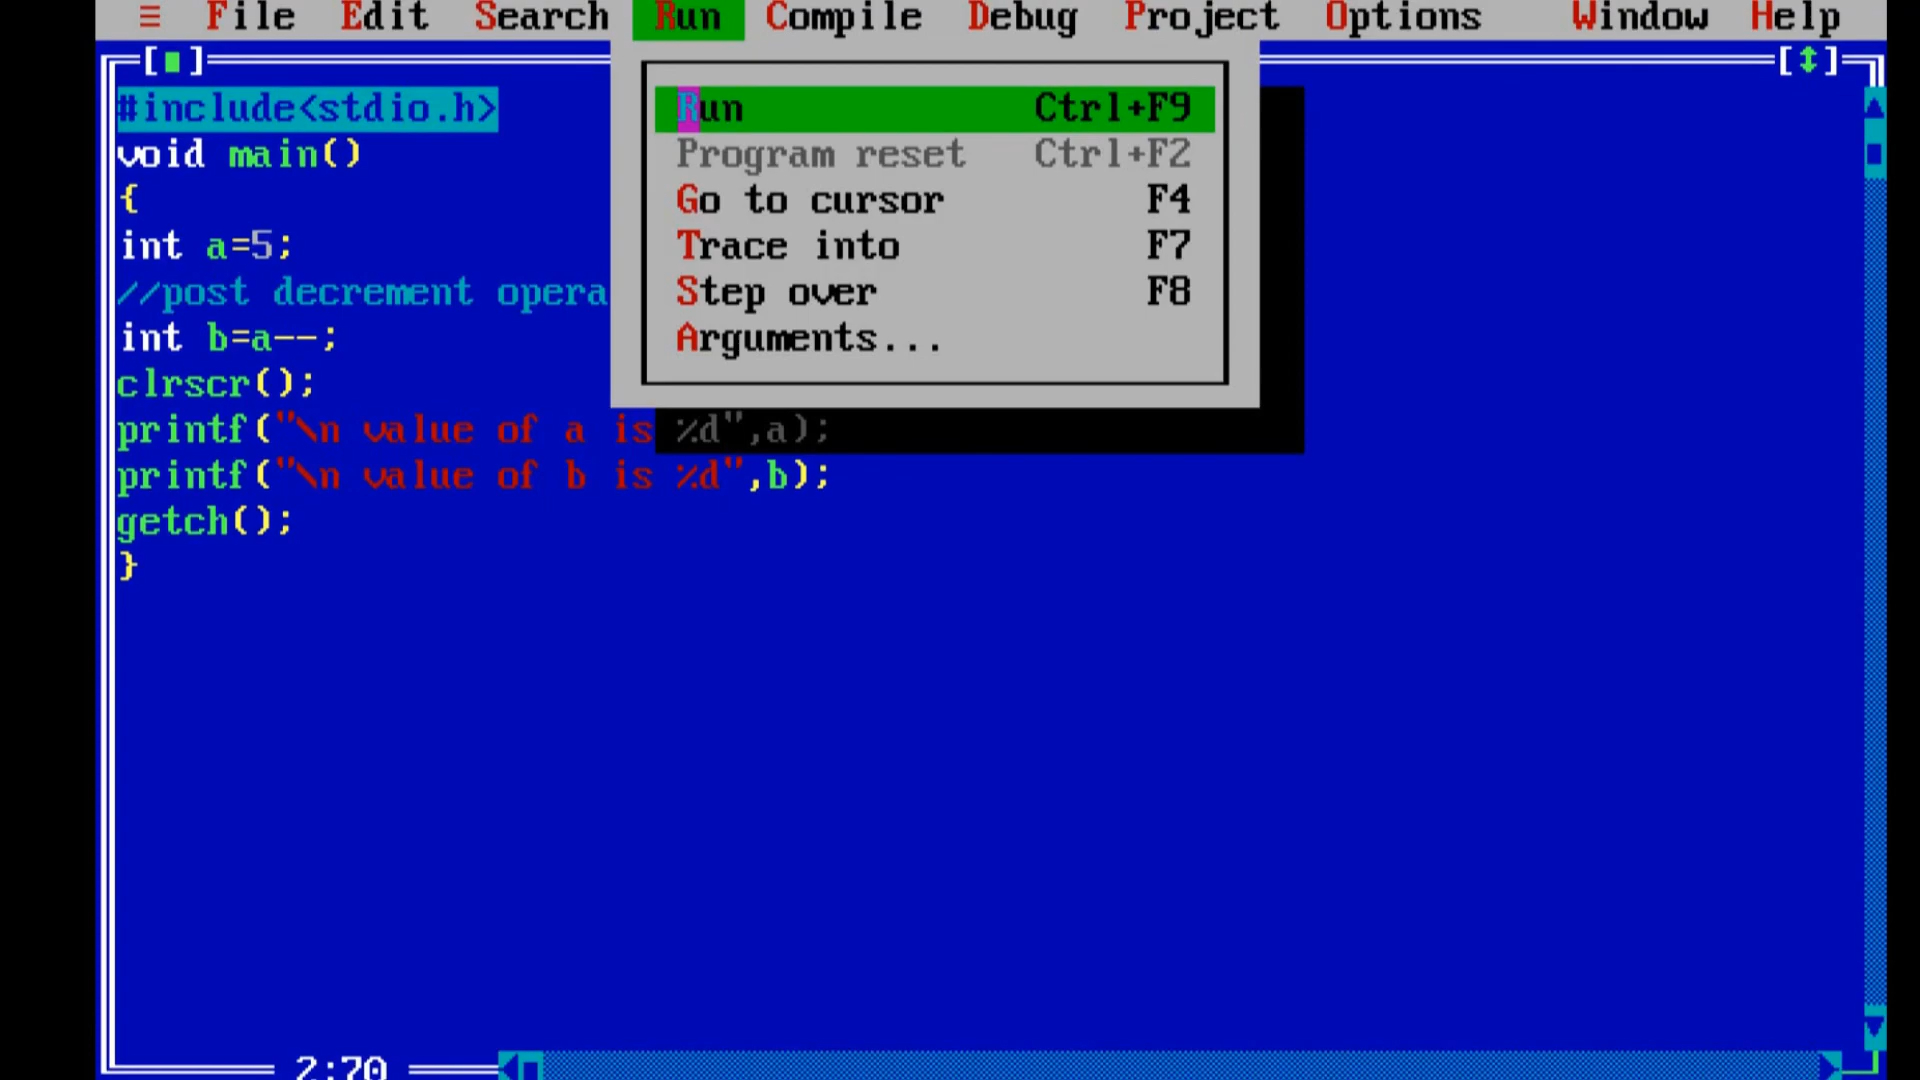 ≡ File Edit Search Run Compile Debug Project Options Window Help
Run Ctrl+F9
Program reset Ctrl+F2
Go to cursor F4
Trace into F7
Step over F8
Arguments...
#include<stdio.h>
void main()
{
int a=5;
//post decrement opera
int b=a--;
clrscr();
printf("\n value of a is %d",a);
printf("\n value of b is %d",b);
getch();
}
2:70